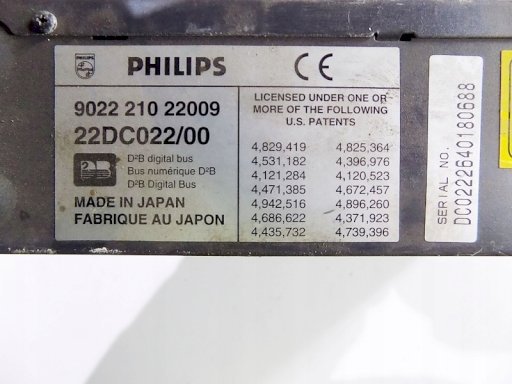 PHILIPS CE
9022 210 22009
22DC022/00
D²B digital bus
Bus numérique D²B
D²B Digital Bus
MADE IN JAPAN
FABRIQUE AU JAPON
LICENSED UNDER ONE OR
MORE OF THE FOLLOWING
U.S. PATENTS
4,829,419 4,825,364
4,531,182 4,396,976
4,121,284 4,120,523
4,471,385 4,672,457
4,942,516 4,896,260
4,686,622 4,371,923
4,435,732 4,739,396
SERIAL NO.
DC0222640180688